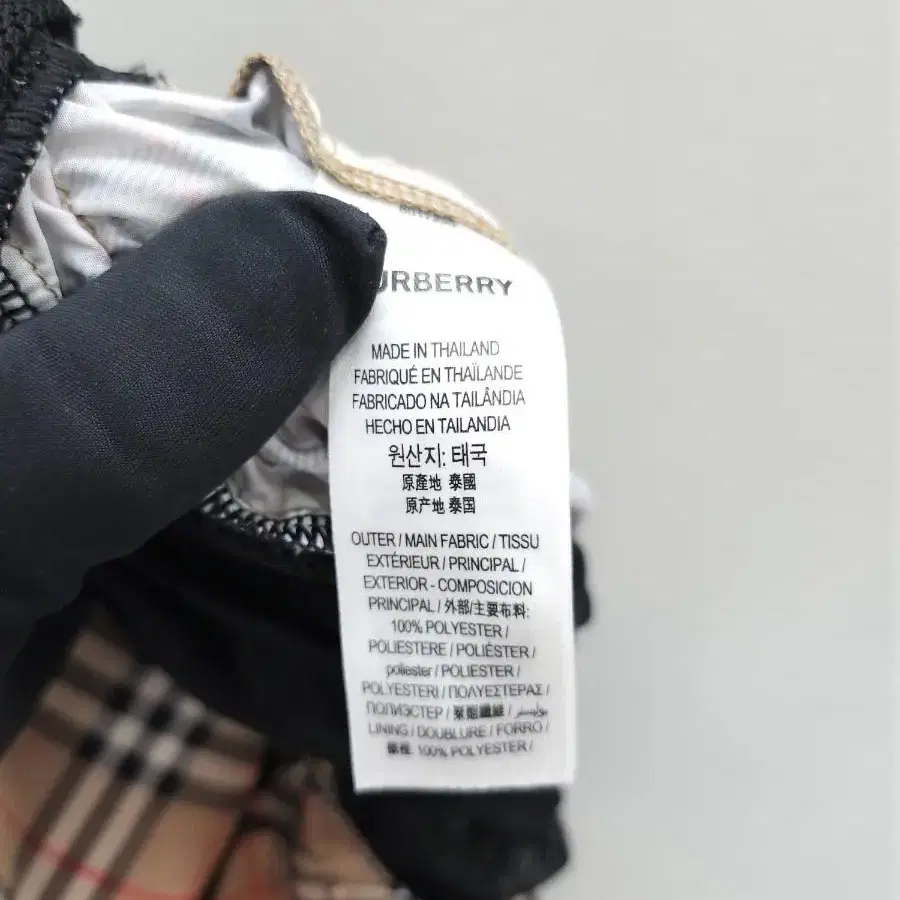 URBERRY
MADE IN THAILAND
FABRIQUÉ EN THAÏLANDE
FABRICADO NA TAILÂNDIA
HECHO EN TAILANDIA
원산지: 태국
原產地 泰國
原产地 泰国
OUTER / MAIN FABRIC / TISSU
EXTÉRIEUR / PRINCIPAL /
EXTERIOR - COMPOSICION
PRINCIPAL / 外部/主要布料:
100% POLYESTER /
POLIESTERE / POLIÉSTER /
poliester / POLIESTER /
POLYESTERI / ΠΟΛΥΕΣΤΕΡΑΣ /
ПОЛИЭСТЕР / 聚酯纖維 / بوليستر /
LINING / DOUBLURE / FORRO /
100% POLYESTER /